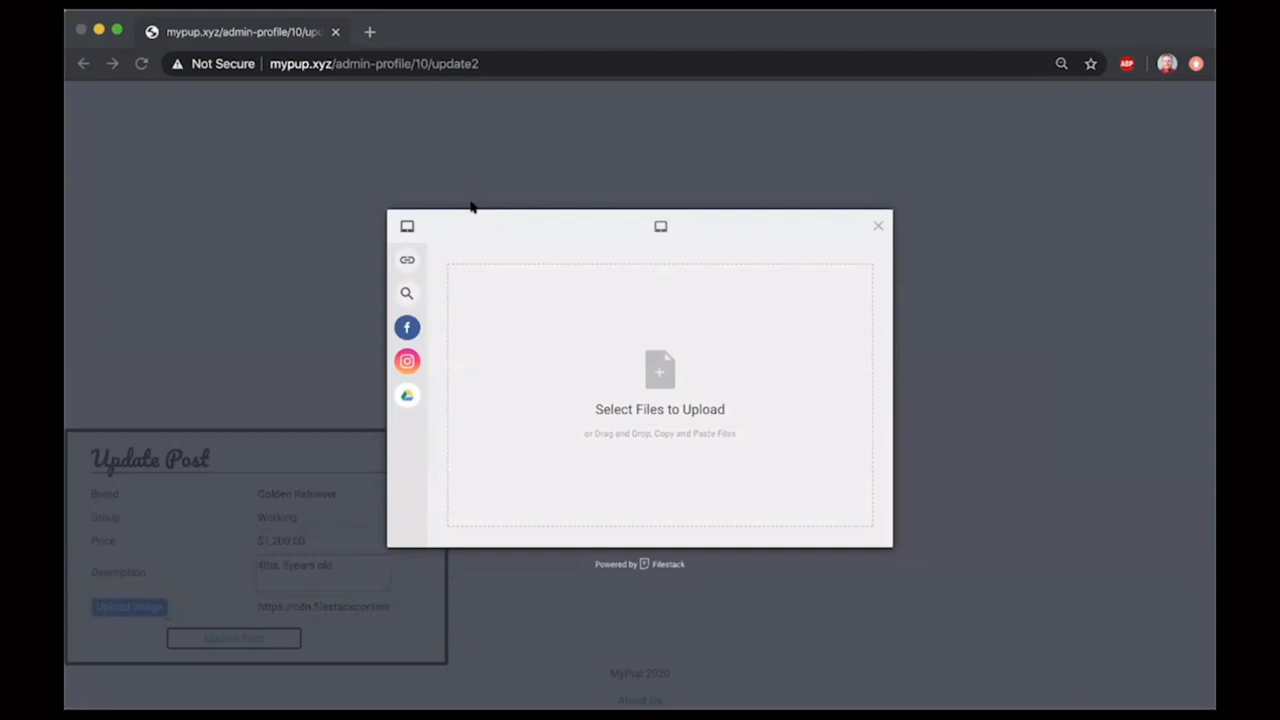 mypup.xyz/admin-profile/10/upd
Not Secure mypup.xyz/admin-profile/10/update2
ABP
Select Files to Upload
or Drag and Drop, Copy and Paste Files
Powered by Filestack
Update Post
Breed Golden Retriever
Group Working
Price $1,200.00
Description 4lbs, 5years old
Upload Image https://cdn.filestackcontent
Update Post
MyPup 2020
About Us